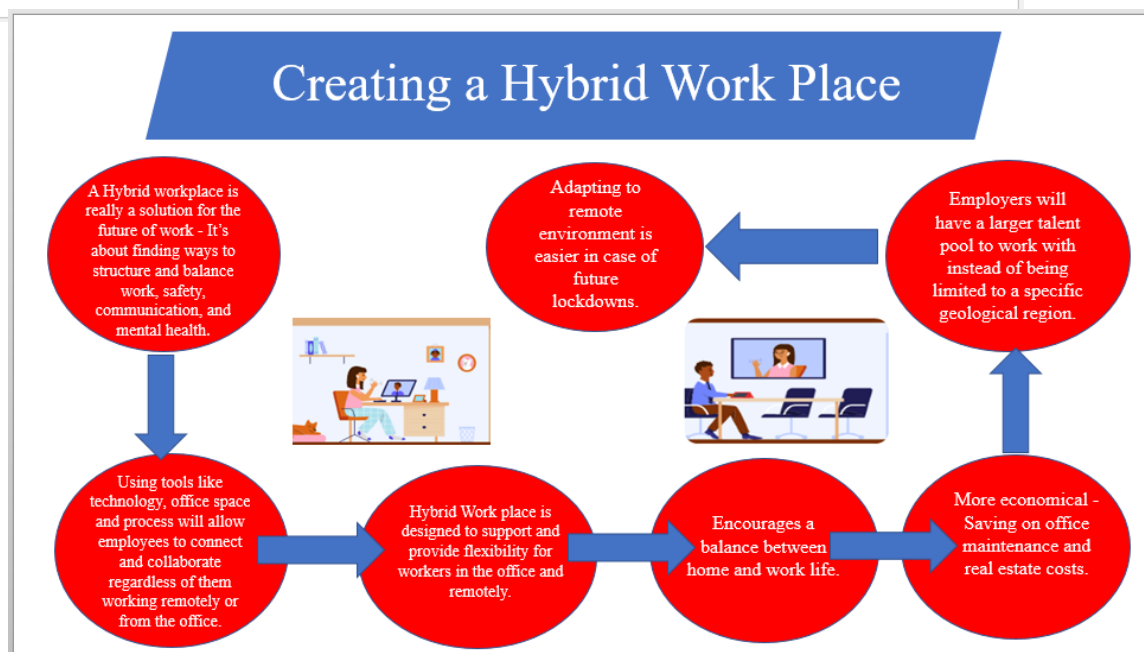 Creating a Hybrid Work Place
A Hybrid workplace is
really a solution for the
future of work - It's
about finding ways to
structure and balance
work, safety,
communication, and
mental health.
Using tools like
technology, office space
and process will allow
employees to connect
and collaborate
regardless of them
working remotely or
from the office.
Hybrid Work place is
designed to support and
provide flexibility for
workers in the office and
remotely.
Encourages a
balance between
home and work life.
More economical -
Saving on office
maintenance and
real estate costs.
Employers will
have a larger talent
pool to work with
instead of being
limited to a specific
geological region.
Adapting to
remote
environment is
easier in case of
future
lockdowns.